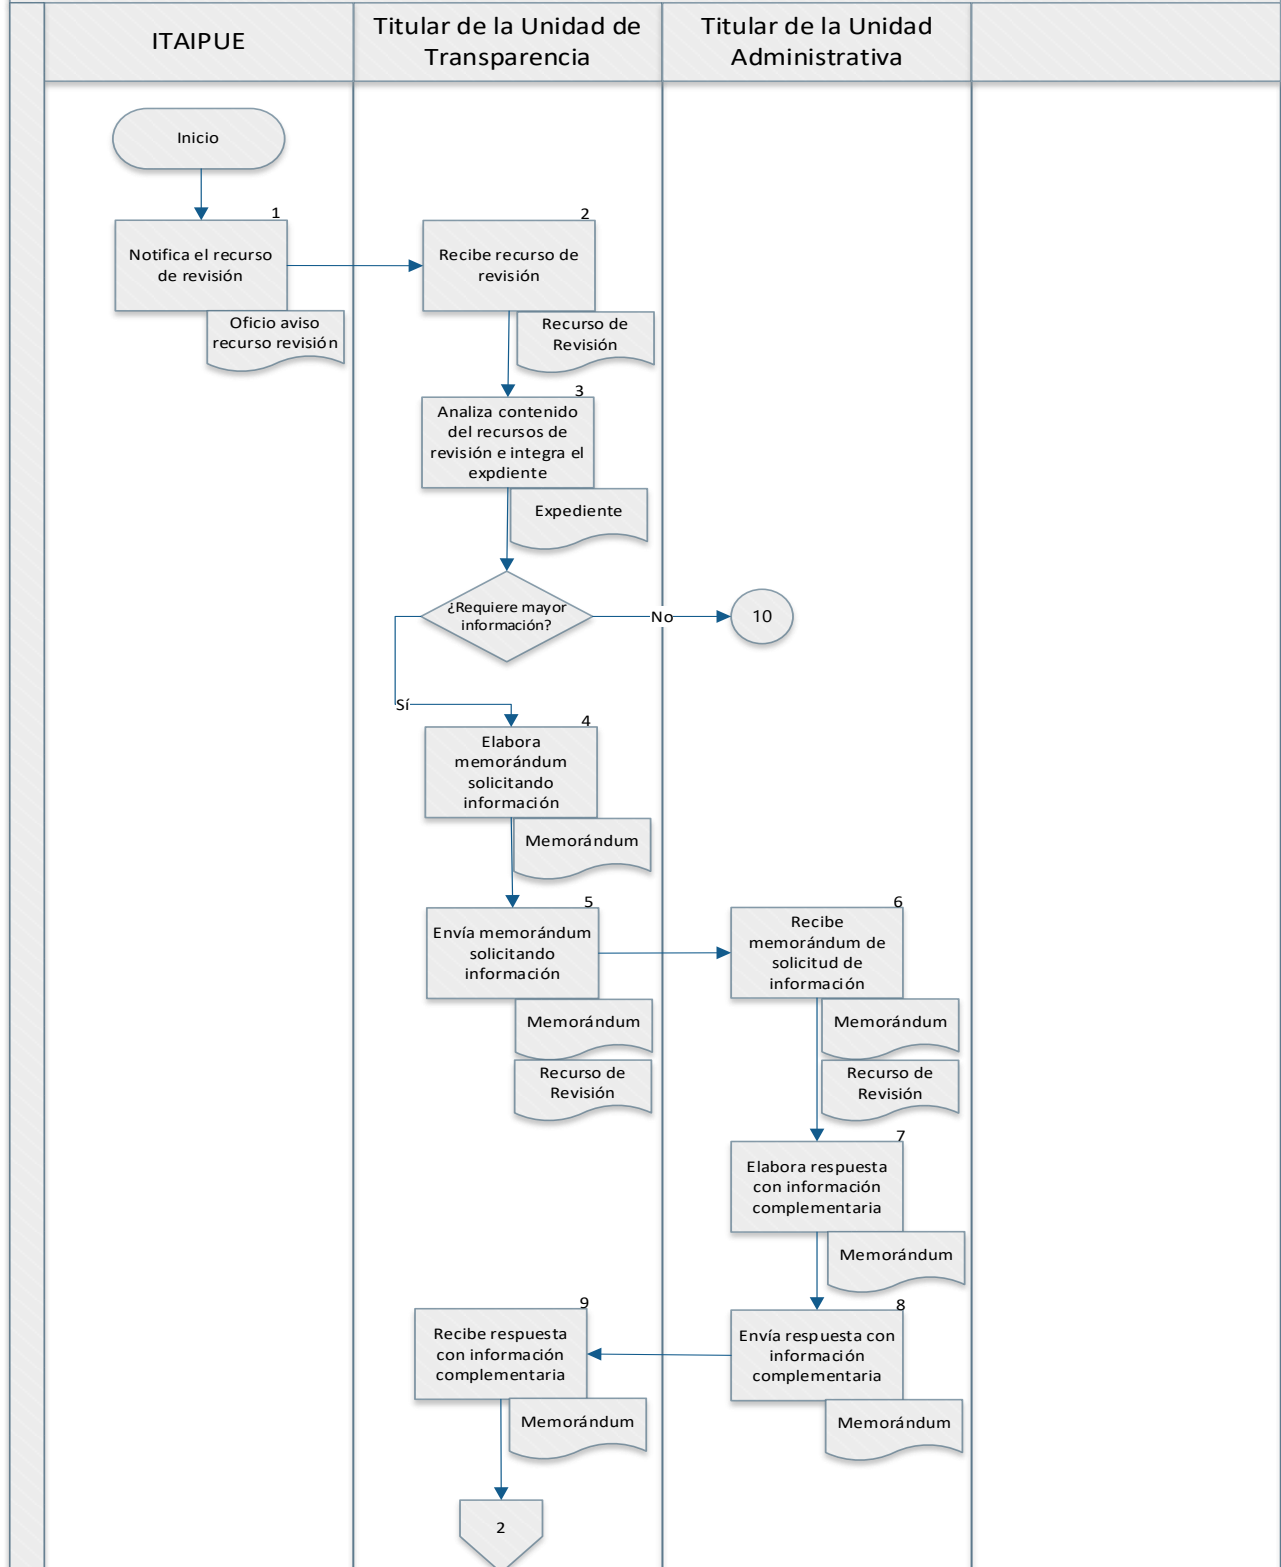 ITAIPUE
Titular de la Unidad de
Transparencia
Titular de la Unidad
Administrativa
Inicio
1
Notifica el recurso
de revisión
Oficio aviso
recurso revisión
2
Recibe recurso de
revisión
Recurso de
Revisión
3
Analiza contenido
del recursos de
revisión e integra el
expdiente
Expediente
¿Requiere mayor
información?
No
10
Sí
4
Elabora
memorándum
solicitando
información
Memorándum
5
Envía memorándum
solicitando
información
Memorándum
Recurso de
Revisión
6
Recibe
memorándum de
solicitud de
información
Memorándum
Recurso de
Revisión
7
Elabora respuesta
con información
complementaria
Memorándum
8
Envía respuesta con
información
complementaria
Memorándum
9
Recibe respuesta
con información
complementaria
Memorándum
2